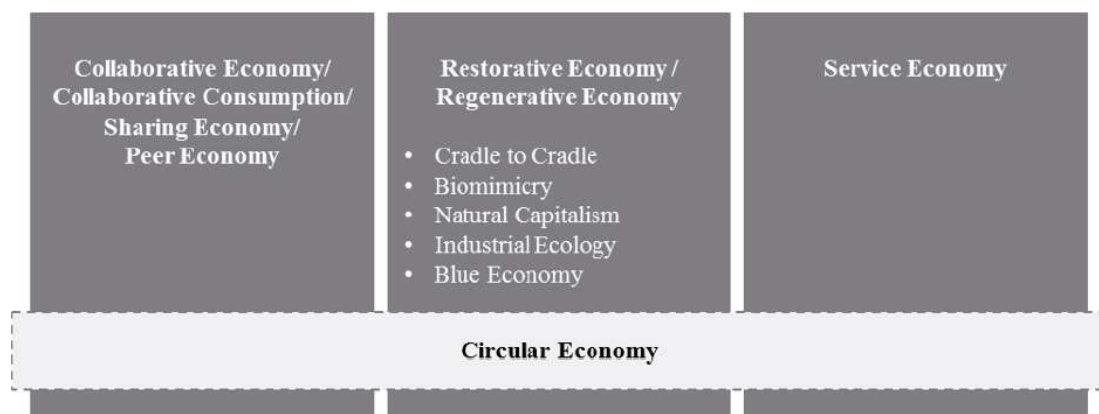 Collaborative Economy/
Collaborative Consumption/
Sharing Economy/
Peer Economy
Restorative Economy /
Regenerative Economy
• Cradle to Cradle
• Biomimicry
• Natural Capitalism
• Industrial Ecology
• Blue Economy
Service Economy
Circular Economy